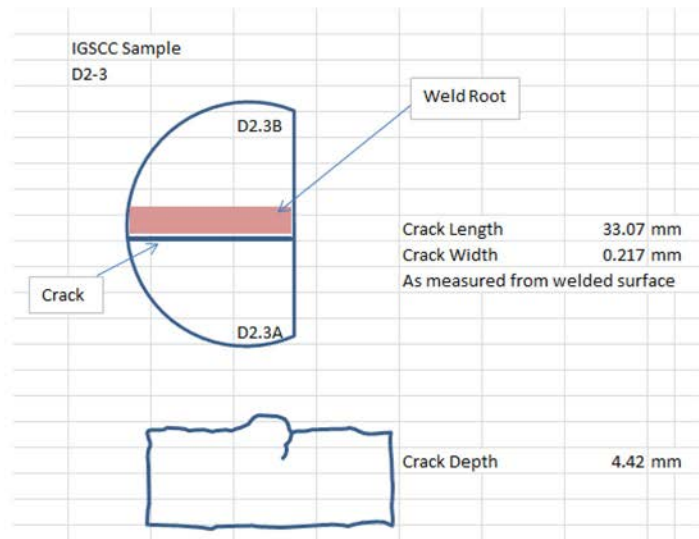 IGSCC Sample
D2-3
Weld Root
D2.3B
Crack Length 33.07 mm
Crack Width 0.217 mm
As measured from welded surface
Crack
D2.3A
Crack Depth 4.42 mm